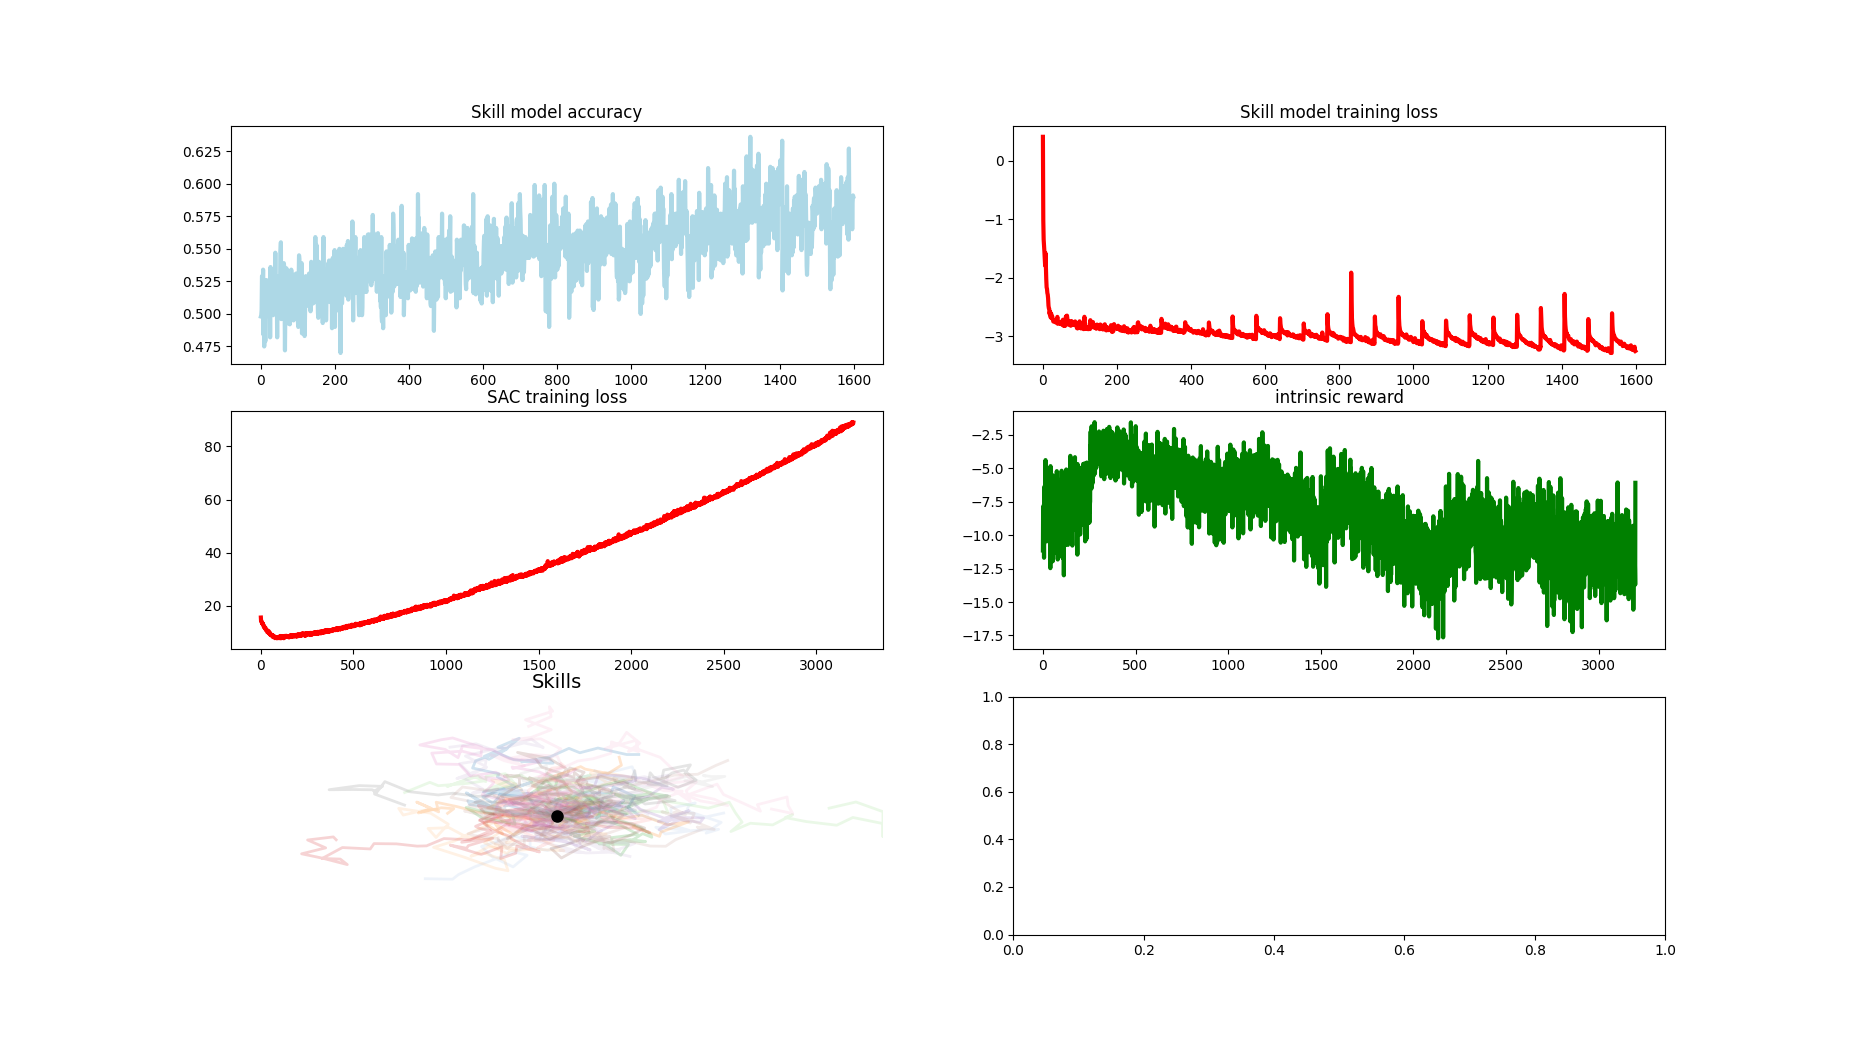 Skill model accuracy
0.625
0.600
0.575
0.550
0.525
0.500
0.475
0 200 400 600 800 1000 1200 1400 1600
Skill model training loss
0
−1
−2
−3
0 200 400 600 800 1000 1200 1400 1600
SAC training loss
80
60
40
20
0 500 1000 1500 2000 2500 3000
intrinsic reward
−2.5
−5.0
−7.5
−10.0
−12.5
−15.0
−17.5
0 500 1000 1500 2000 2500 3000
Skills
1.0
0.8
0.6
0.4
0.2
0.0
0.0 0.2 0.4 0.6 0.8 1.0